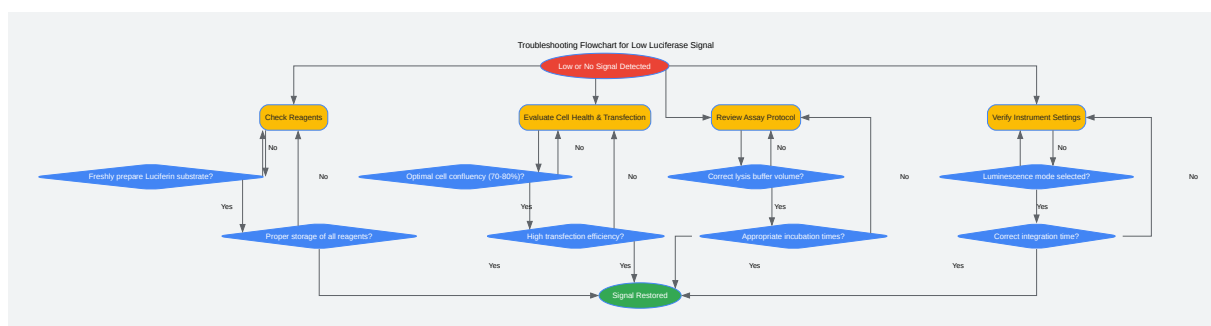 Troubleshooting Flowchart for Low Luciferase Signal
Low or No Signal Detected
Check Reagents
Evaluate Cell Health & Transfection
Review Assay Protocol
Verify Instrument Settings
No
No
No
No
Freshly prepare Luciferin substrate?
No
Optimal cell confluency (70-80%)?
No
Correct lysis buffer volume?
No
Luminescence mode selected?
No
Yes
Yes
Yes
Yes
Proper storage of all reagents?
High transfection efficiency?
Appropriate incubation times?
Correct integration time?
Yes
Yes
Yes
Yes
Signal Restored